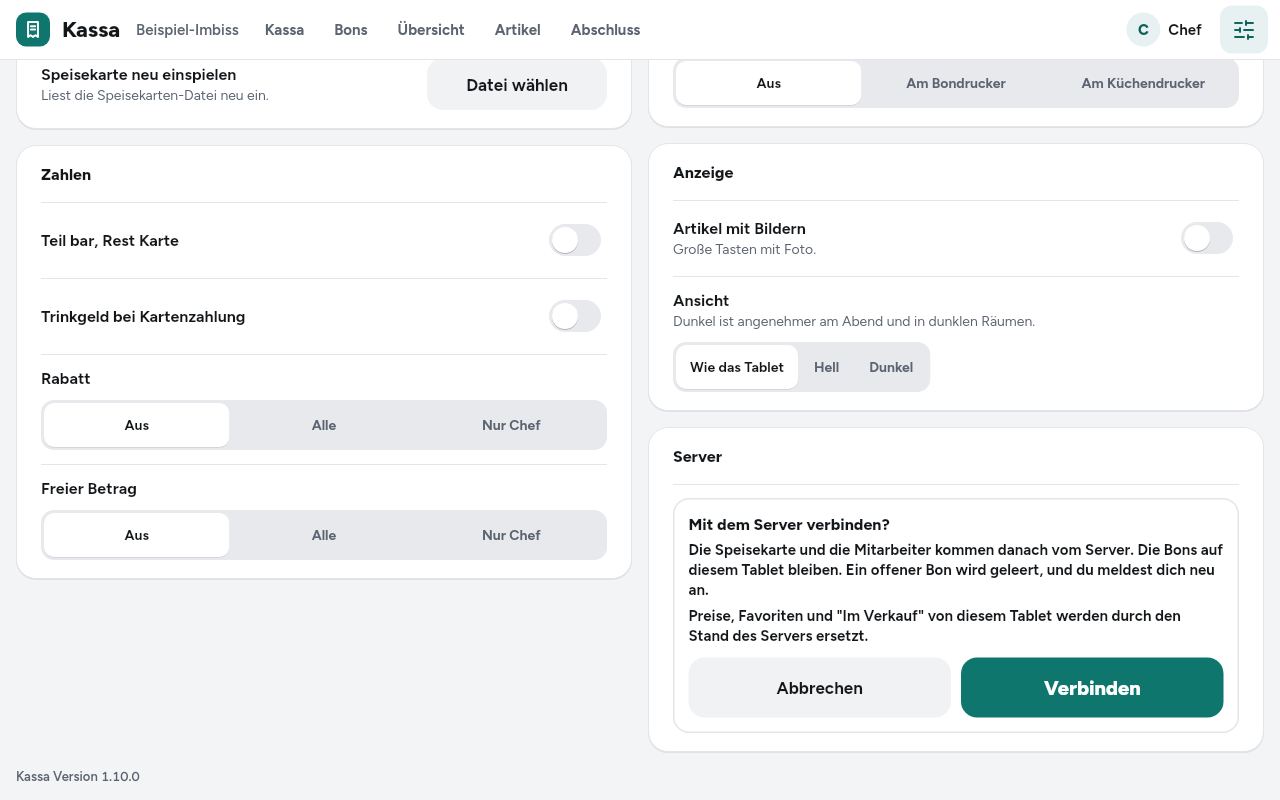 Kassa Beispiel-Imbiss Kassa Bons Übersicht Artikel Abschluss C Chef
Speisekarte neu einspielen
Liest die Speisekarten-Datei neu ein.
Datei wählen
Zahlen
Teil bar, Rest Karte
Trinkgeld bei Kartenzahlung
Rabatt
Aus Alle Nur Chef
Freier Betrag
Aus Alle Nur Chef
Aus Am Bondrucker Am Küchendrucker
Anzeige
Artikel mit Bildern
Große Tasten mit Foto.
Ansicht
Dunkel ist angenehmer am Abend und in dunklen Räumen.
Wie das Tablet Hell Dunkel
Server
Mit dem Server verbinden?
Die Speisekarte und die Mitarbeiter kommen danach vom Server. Die Bons auf
diesem Tablet bleiben. Ein offener Bon wird geleert, und du meldest dich neu
an.
Preise, Favoriten und "Im Verkauf" von diesem Tablet werden durch den
Stand des Servers ersetzt.
Abbrechen Verbinden
Kassa Version 1.10.0